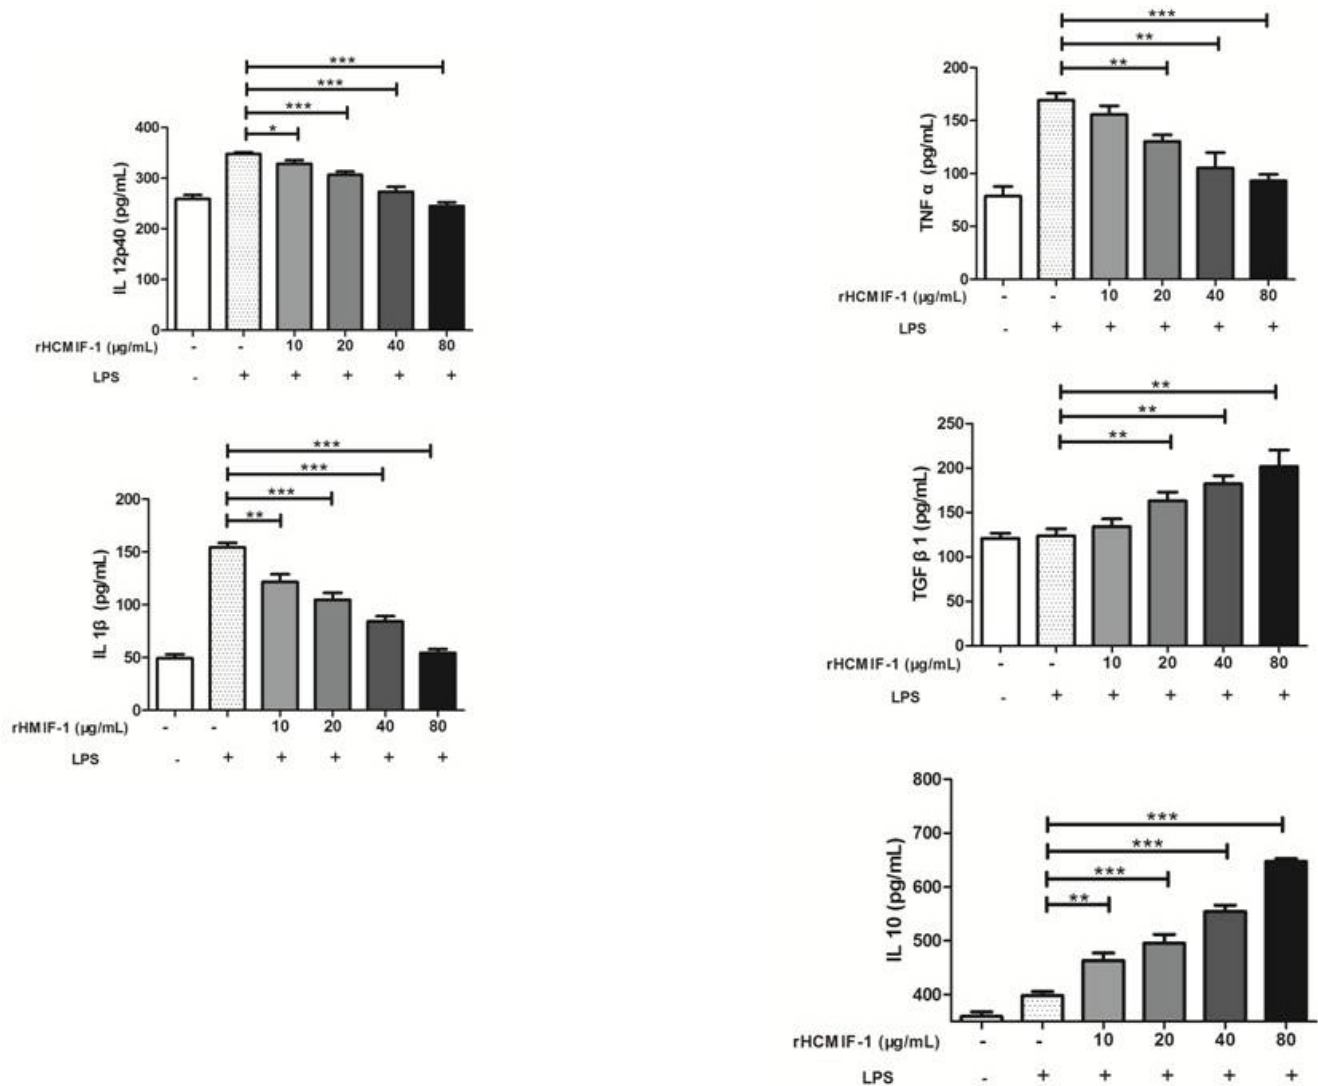 ***
***
***
*
400
300
200
100
0
IL 12p40 (pg/mL)
rHCMIF-1 (μg/mL) - - 10 20 40 80
LPS - + + + + +
***
**
**
200
150
100
50
0
TNF α (pg/mL)
rHCMIF-1 (μg/mL) - - 10 20 40 80
LPS - + + + + +
***
***
***
**
200
150
100
50
0
IL 1β (pg/mL)
rHMIF-1 (μg/mL) - - 10 20 40 80
LPS - + + + + +
**
**
**
250
200
150
100
50
0
TGF β 1 (pg/mL)
rHCMIF-1 (μg/mL) - - 10 20 40 80
LPS - + + + + +
800
700
600
500
400
***
***
***
**
IL 10 (pg/mL)
rHCMIF-1 (μg/mL) - - 10 20 40 80
LPS - + + + + +